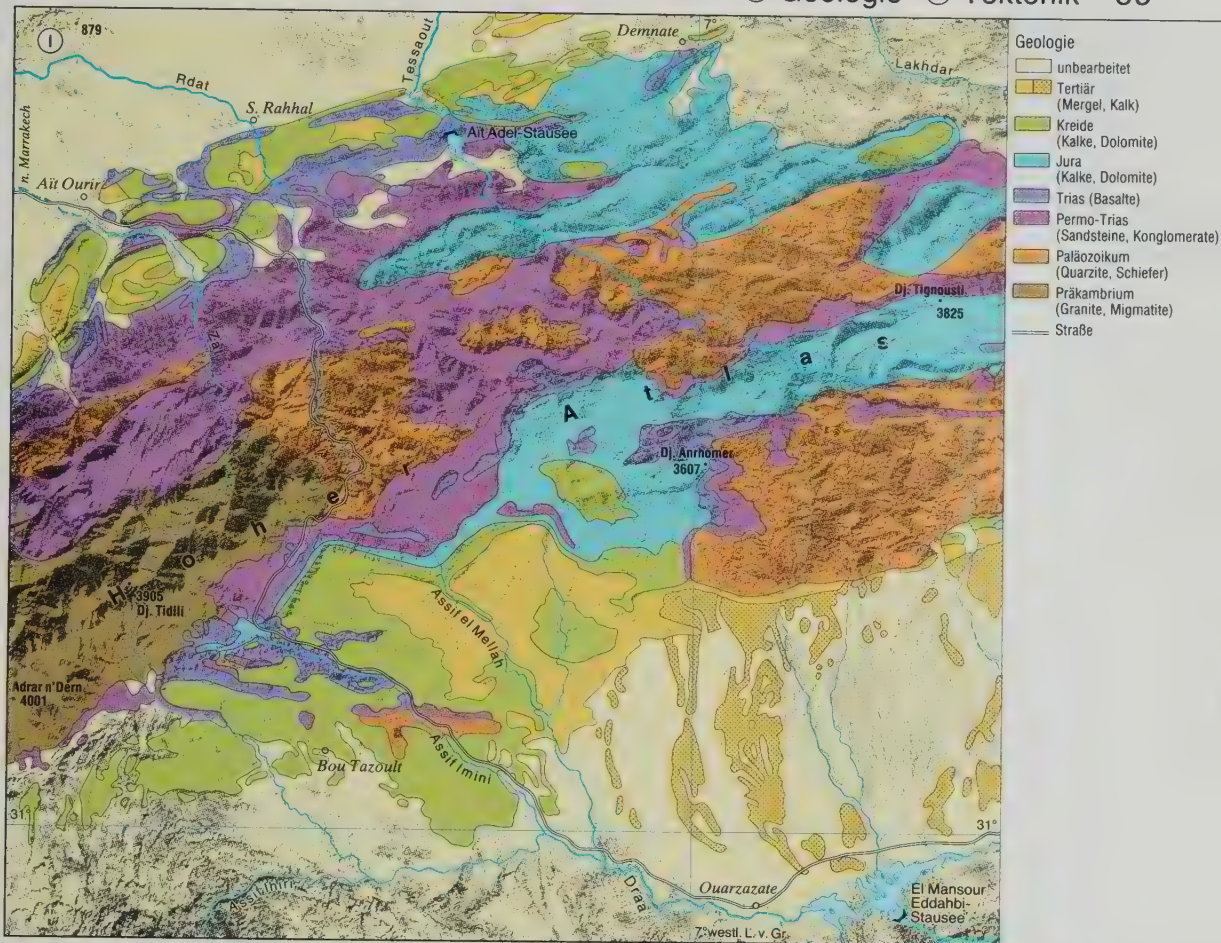 Geologie Tektonik
I
879
Demnate
7°
Tessaout
Lakhdar
Rdat
n. Marrakech
S. Rahhal
Aït Adel-Stausee
Aït Ourir
Zat
Dj. Tignousti
3825
Hoher Atlas
Dj. Anrhomer
3607
3905
Dj. Tidili
Assif el Mellah
Adrar n'Dern
4001
Bou Tazoult
Assif Imini
31°
31°
Draa
Ouarzazate
El Mansour
Eddahbi-
Stausee
7° westl. L. v. Gr.
Geologie
unbearbeitet
Tertiär
(Mergel, Kalk)
Kreide
(Kalke, Dolomite)
Jura
(Kalke, Dolomite)
Trias (Basalte)
Permo-Trias
(Sandsteine, Konglomerate)
Paläozoikum
(Quarzite, Schiefer)
Präkambrium
(Granite, Migmatite)
Straße